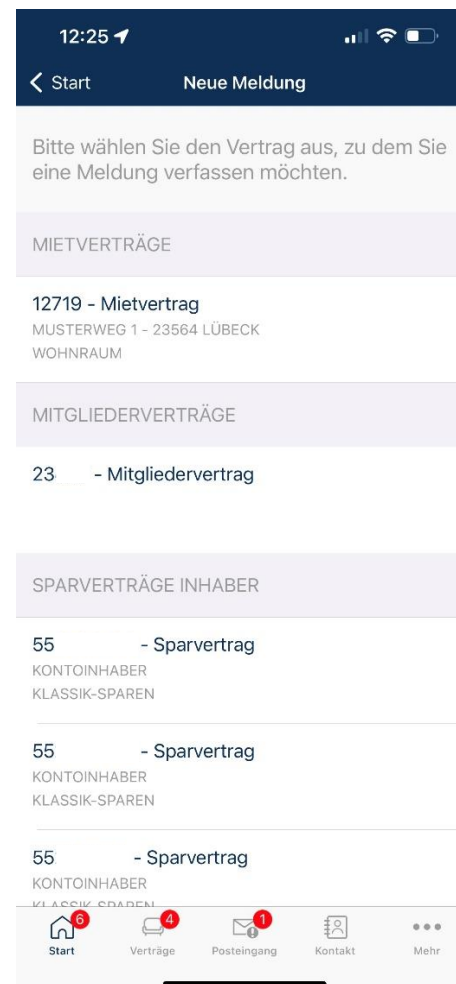 12:25
Start Neue Meldung
Bitte wählen Sie den Vertrag aus, zu dem Sie
eine Meldung verfassen möchten.
MIETVERTRÄGE
12719 - Mietvertrag
MUSTERWEG 1 - 23564 LÜBECK
WOHNRAUM
MITGLIEDERVERTRÄGE
23 - Mitgliedervertrag
SPARVERTRÄGE INHABER
55 - Sparvertrag
KONTOINHABER
KLASSIK-SPAREN
55 - Sparvertrag
KONTOINHABER
KLASSIK-SPAREN
55 - Sparvertrag
KONTOINHABER
KLASSIK-SPAREN
6 4 1
Start Verträge Posteingang Kontakt Mehr